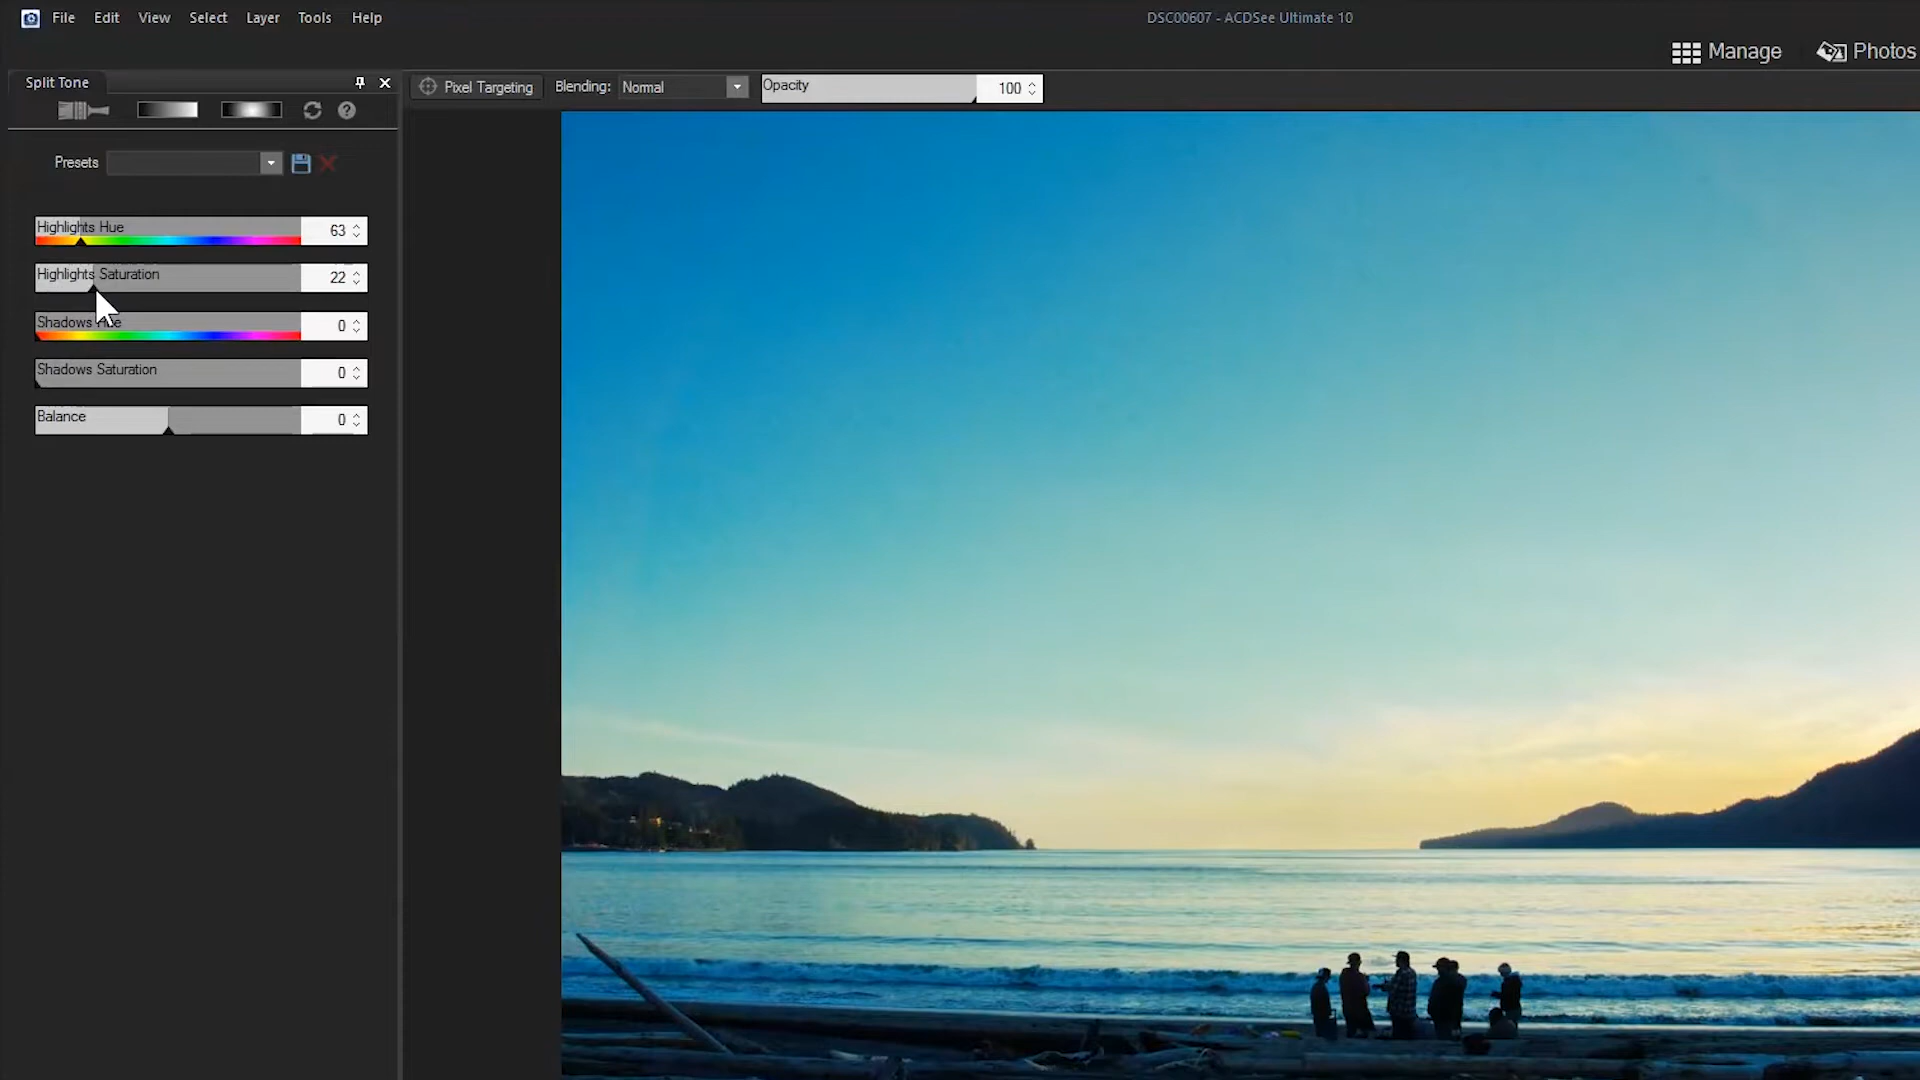 File Edit View Select Layer Tools Help
DSC00607 - ACDSee Ultimate 10
Manage Photos
Split Tone
Pixel Targeting Blending: Normal Opacity 100
Presets
Highlights Hue 63
Highlights Saturation 22
Shadows Hue 0
Shadows Saturation 0
Balance 0